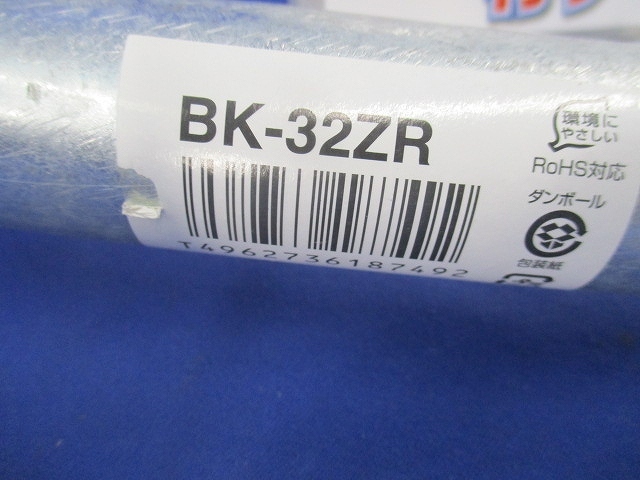 BK-32ZR
T4962736187492
環境に
やさしい
RoHS対応
ダンボール
包装紙